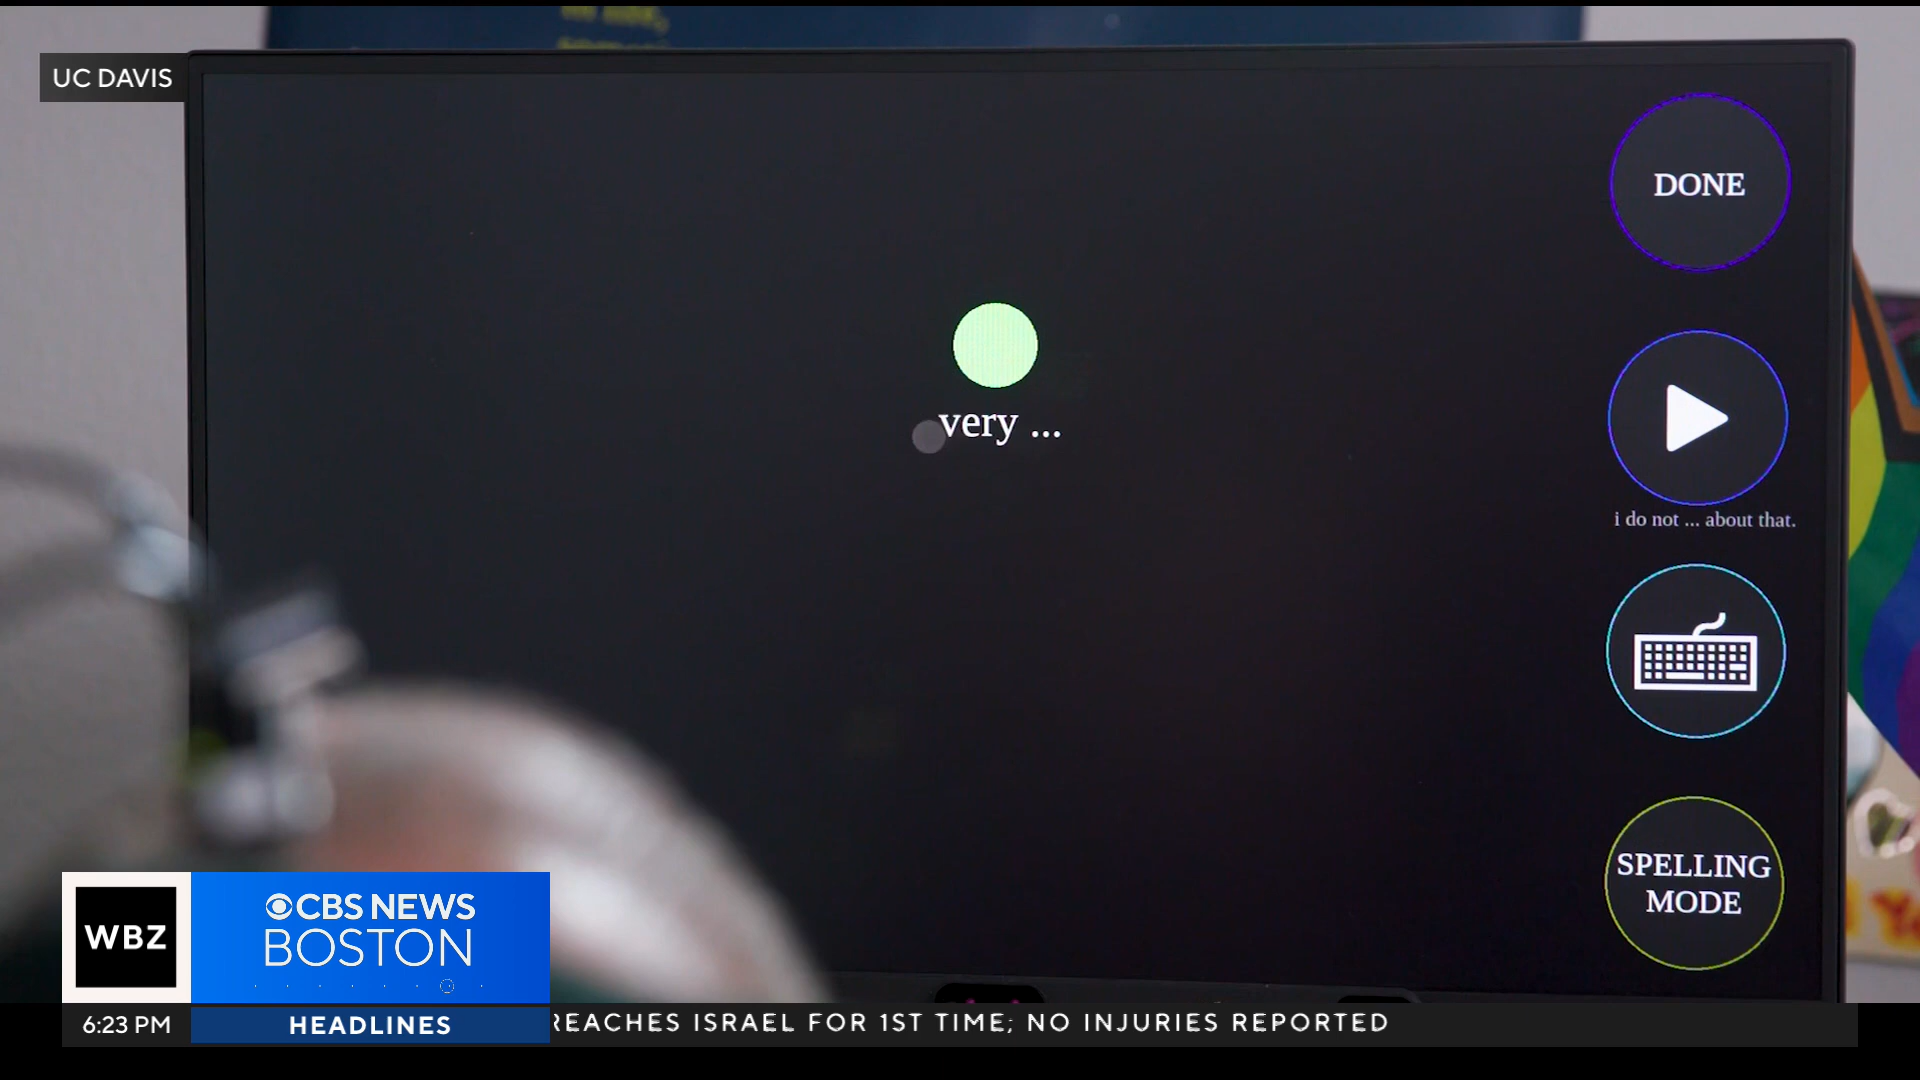 UC DAVIS
DONE
very ...
i do not ... about that.
SPELLING
MODE
WBZ
CBS NEWS
BOSTON
6:23 PM
HEADLINES
REACHES ISRAEL FOR 1ST TIME; NO INJURIES REPORTED